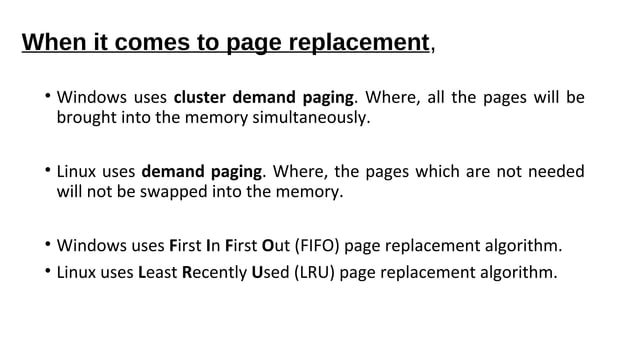 When it comes to page replacement,
• Windows uses cluster demand paging. Where, all the pages will be
brought into the memory simultaneously.
• Linux uses demand paging. Where, the pages which are not needed
will not be swapped into the memory.
• Windows uses First In First Out (FIFO) page replacement algorithm.
• Linux uses Least Recently Used (LRU) page replacement algorithm.